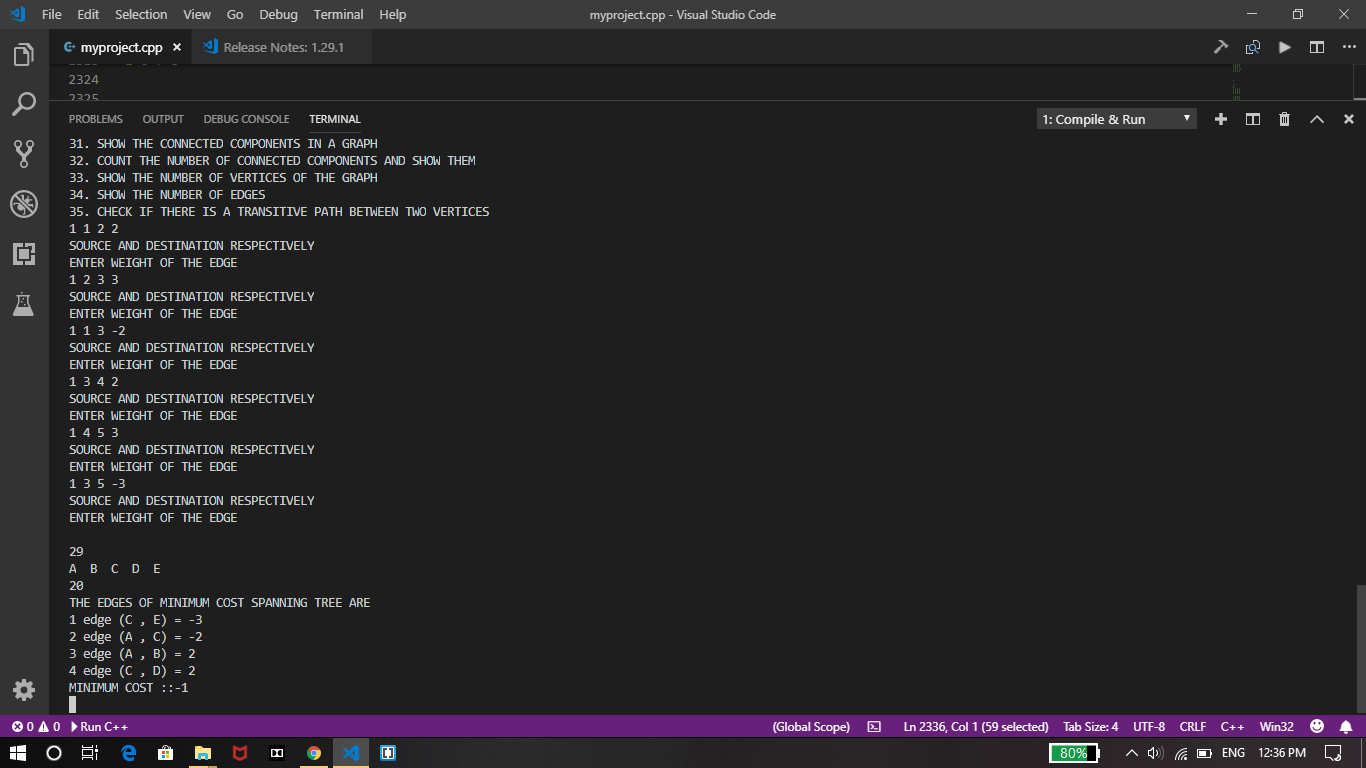 File Edit Selection View Go Debug Terminal Help myproject.cpp - Visual Studio Code
myproject.cpp Release Notes: 1.29.1
2324
2325
PROBLEMS OUTPUT DEBUG CONSOLE TERMINAL 1: Compile & Run
31. SHOW THE CONNECTED COMPONENTS IN A GRAPH
32. COUNT THE NUMBER OF CONNECTED COMPONENTS AND SHOW THEM
33. SHOW THE NUMBER OF VERTICES OF THE GRAPH
34. SHOW THE NUMBER OF EDGES
35. CHECK IF THERE IS A TRANSITIVE PATH BETWEEN TWO VERTICES
1 1 2 2
SOURCE AND DESTINATION RESPECTIVELY
ENTER WEIGHT OF THE EDGE
1 2 3 3
SOURCE AND DESTINATION RESPECTIVELY
ENTER WEIGHT OF THE EDGE
1 1 3 -2
SOURCE AND DESTINATION RESPECTIVELY
ENTER WEIGHT OF THE EDGE
1 3 4 2
SOURCE AND DESTINATION RESPECTIVELY
ENTER WEIGHT OF THE EDGE
1 4 5 3
SOURCE AND DESTINATION RESPECTIVELY
ENTER WEIGHT OF THE EDGE
1 3 5 -3
SOURCE AND DESTINATION RESPECTIVELY
ENTER WEIGHT OF THE EDGE
29
A B C D E
20
THE EDGES OF MINIMUM COST SPANNING TREE ARE
1 edge (C , E) = -3
2 edge (A , C) = -2
3 edge (A , B) = 2
4 edge (C , D) = 2
MINIMUM COST ::-1
0 0 Run C++ (Global Scope) Ln 2336, Col 1 (59 selected) Tab Size: 4 UTF-8 CRLF C++ Win32
80% ENG 12:36 PM